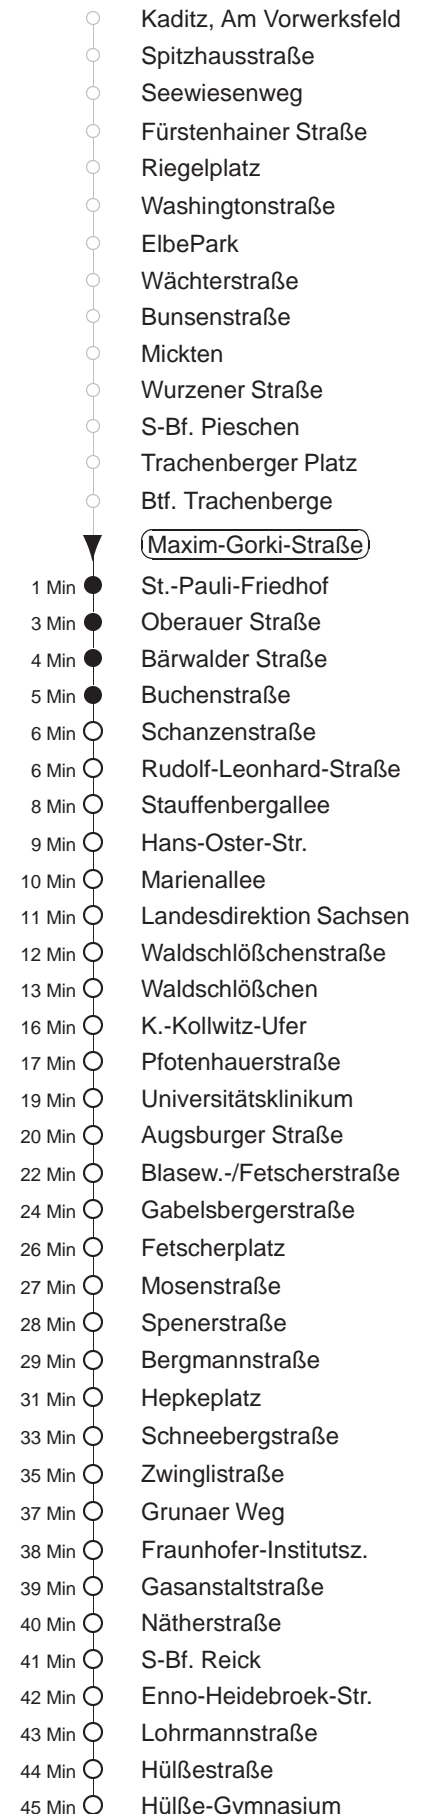 Kaditz, Am Vorwerksfeld
Spitzhausstraße
Seewiesenweg
Fürstenhainer Straße
Riegelplatz
Washingtonstraße
ElbePark
Wächterstraße
Bunsenstraße
Mickten
Wurzener Straße
S-Bf. Pieschen
Trachenberger Platz
Btf. Trachenberge
Maxim-Gorki-Straße
1 Min St.-Pauli-Friedhof
3 Min Oberauer Straße
4 Min Bärwalder Straße
5 Min Buchenstraße
6 Min Schanzenstraße
6 Min Rudolf-Leonhard-Straße
8 Min Stauffenbergallee
9 Min Hans-Oster-Str.
10 Min Marienallee
11 Min Landesdirektion Sachsen
12 Min Waldschlößchenstraße
13 Min Waldschlößchen
16 Min K.-Kollwitz-Ufer
17 Min Pfotenhauerstraße
19 Min Universitätsklinikum
20 Min Augsburger Straße
22 Min Blasew.-/Fetscherstraße
24 Min Gabelsbergerstraße
26 Min Fetscherplatz
27 Min Mosenstraße
28 Min Spenerstraße
29 Min Bergmannstraße
31 Min Hepkeplatz
33 Min Schneebergstraße
35 Min Zwinglistraße
37 Min Grunaer Weg
38 Min Fraunhofer-Institutsz.
39 Min Gasanstaltstraße
40 Min Nätherstraße
41 Min S-Bf. Reick
42 Min Enno-Heidebroek-Str.
43 Min Lohrmannstraße
44 Min Hülßestraße
45 Min Hülße-Gymnasium